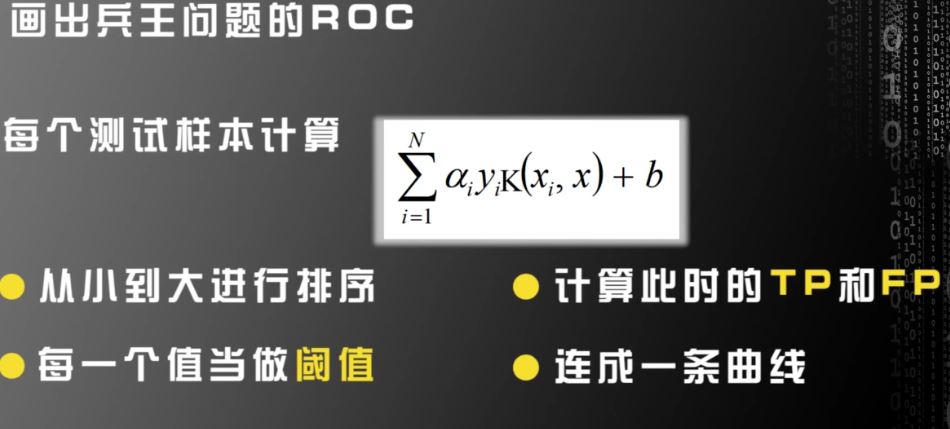 画出兵王问题的ROC
每个测试样本计算
\sum_{i=1}^{N} α_i y_i K(x_i, x) + b
从小到大进行排序
每一个值当做阈值
计算此时的TP和FP
连成一条曲线